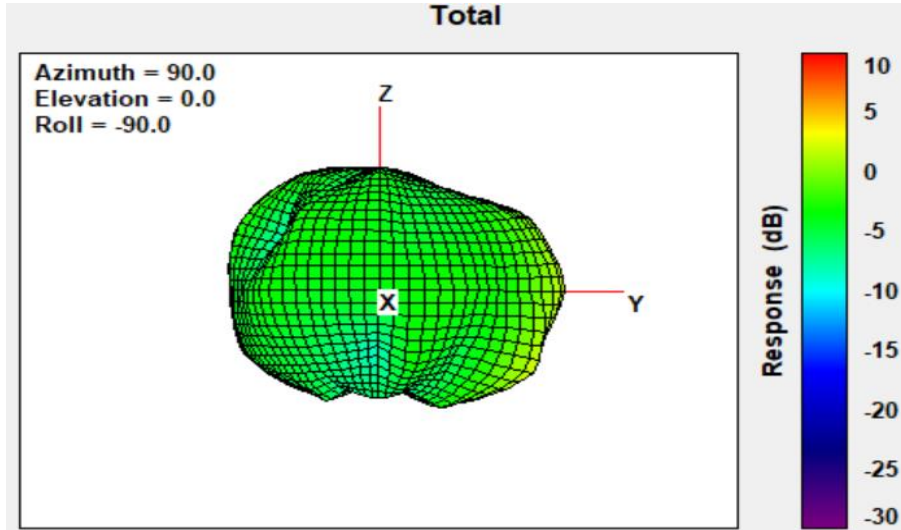 Total
Azimuth = 90.0
Elevation = 0.0
Roll = -90.0
Z
X
Y
Response (dB)
10
5
0
-5
-10
-15
-20
-25
-30